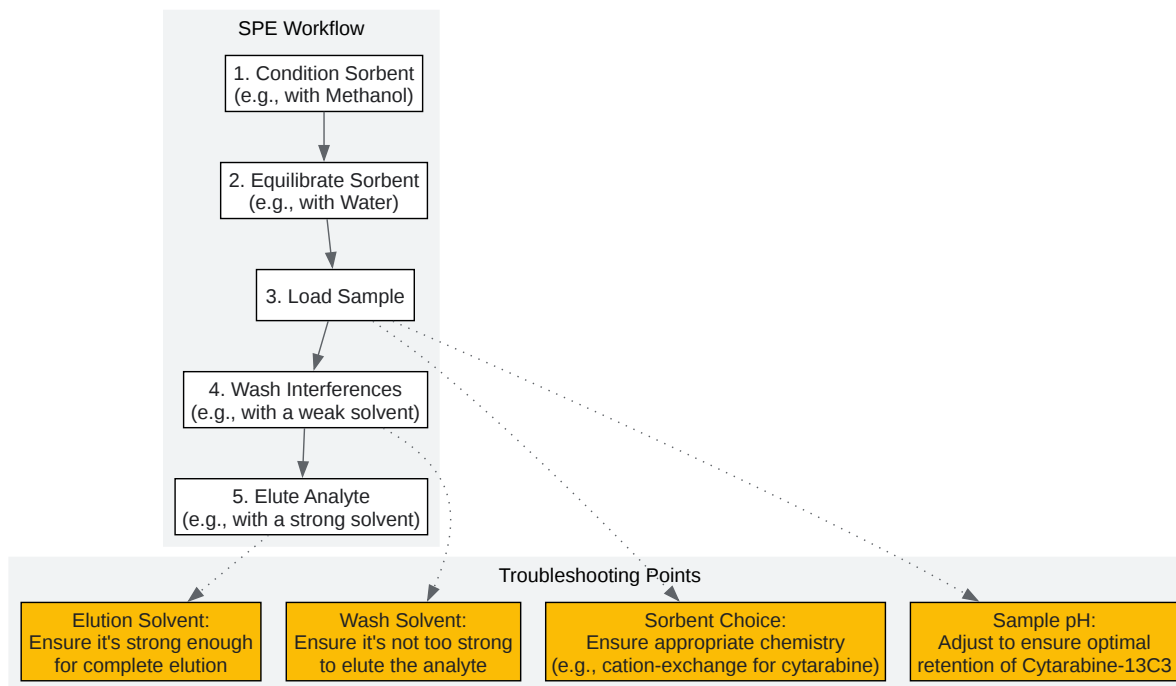 SPE Workflow
1. Condition Sorbent
(e.g., with Methanol)
2. Equilibrate Sorbent
(e.g., with Water)
3. Load Sample
4. Wash Interferences
(e.g., with a weak solvent)
5. Elute Analyte
(e.g., with a strong solvent)
Troubleshooting Points
Elution Solvent:
Ensure it's strong enough
for complete elution
Wash Solvent:
Ensure it's not too strong
to elute the analyte
Sorbent Choice:
Ensure appropriate chemistry
(e.g., cation-exchange for cytarabine)
Sample pH:
Adjust to ensure optimal
retention of Cytarabine-13C3